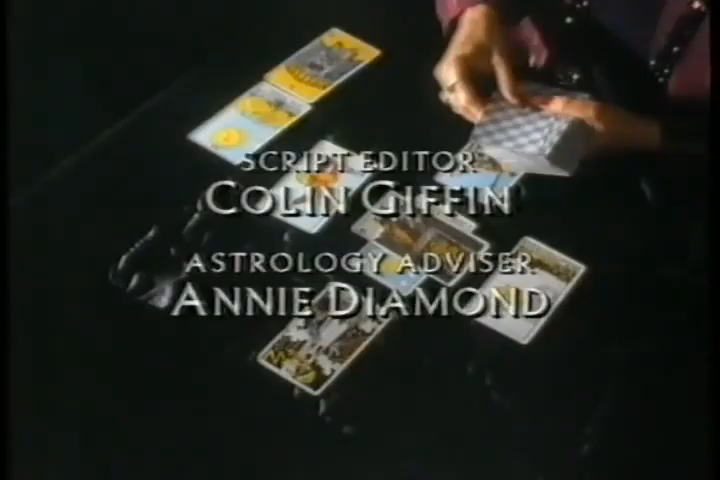 SCRIPT EDITOR
COLIN GIFFIN
ASTROLOGY ADVISER
ANNIE DIAMOND